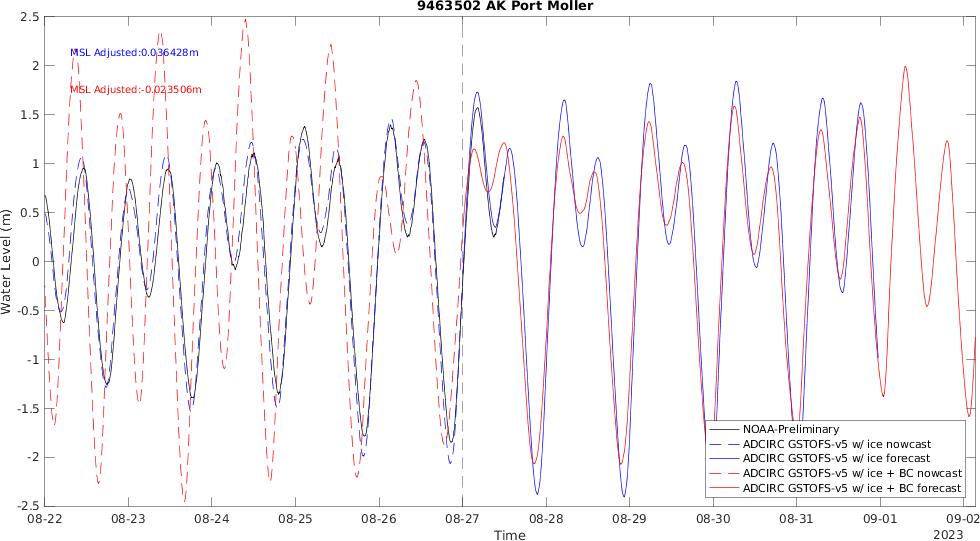 9463502 AK Port Moller
MSL Adjusted:0.036428m
MSL Adjusted:-0.023506m
Water Level (m)
2.5
2
1.5
1
0.5
0
-0.5
-1
-1.5
-2
-2.5
NOAA-Preliminary
ADCIRC GSTOFS-v5 w/ ice nowcast
ADCIRC GSTOFS-v5 w/ ice forecast
ADCIRC GSTOFS-v5 w/ ice + BC nowcast
ADCIRC GSTOFS-v5 w/ ice + BC forecast
08-22 08-23 08-24 08-25 08-26 08-27 08-28 08-29 08-30 08-31 09-01 09-02
Time
2023